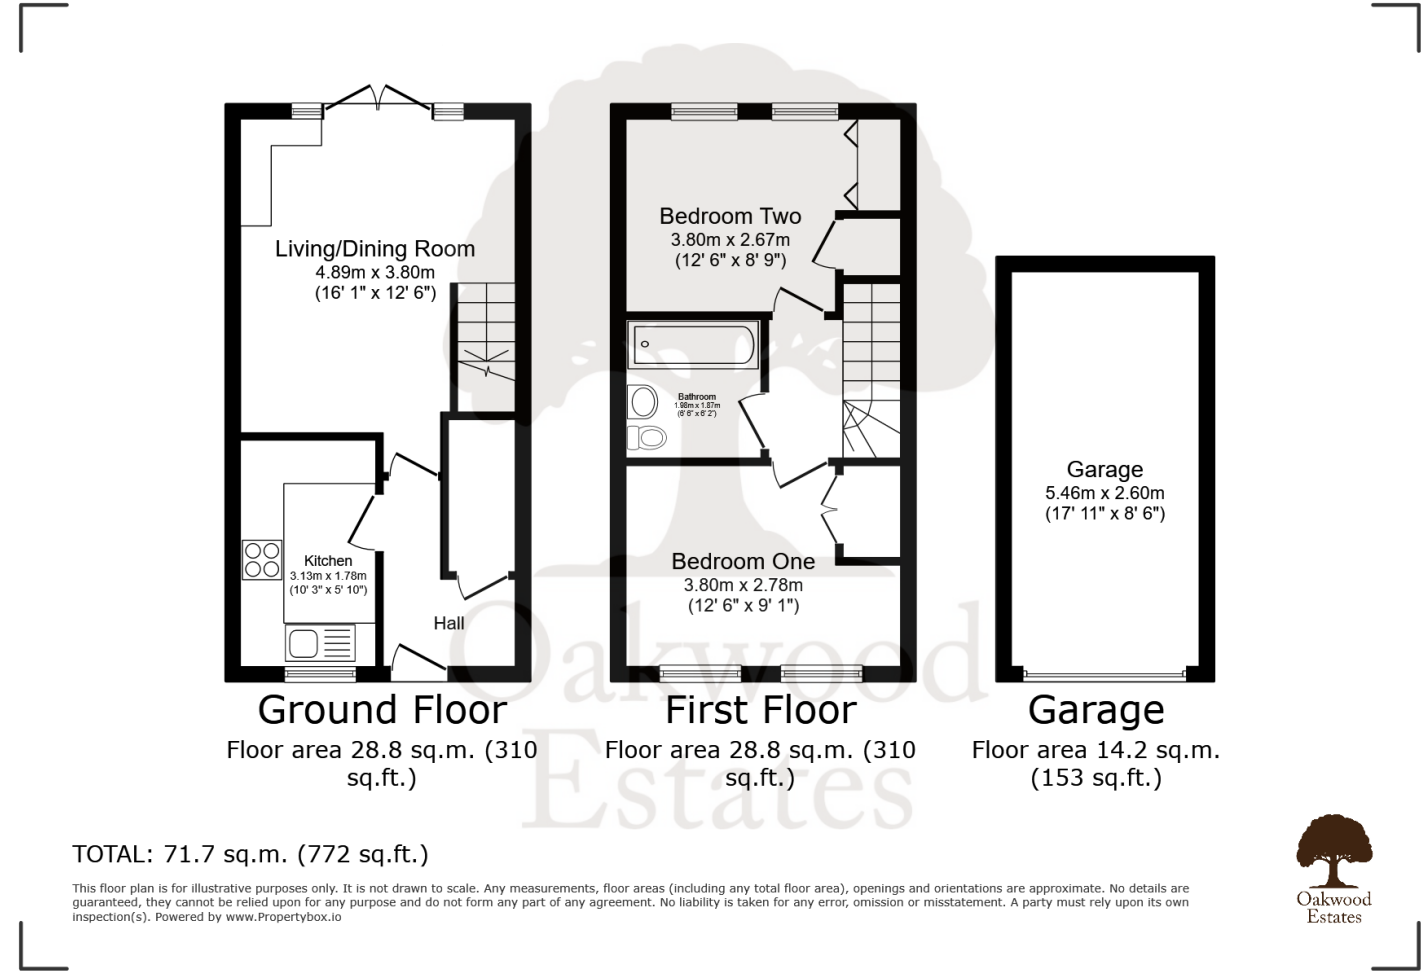 Living/Dining Room
4.89m x 3.80m
(16' 1" x 12' 6")
Kitchen
3.13m x 1.78m
(10' 3" x 5' 10")
Hall
Ground Floor
Floor area 28.8 sq.m. (310
sq.ft.)
Bedroom Two
3.80m x 2.67m
(12' 6" x 8' 9")
Bathroom
1.98m x 1.87m
(6' 6" x 6' 2")
Bedroom One
3.80m x 2.78m
(12' 6" x 9' 1")
First Floor
Floor area 28.8 sq.m. (310
sq.ft.)
Garage
5.46m x 2.60m
(17' 11" x 8' 6")
Garage
Floor area 14.2 sq.m.
(153 sq.ft.)
Oakwood
Estates
TOTAL: 71.7 sq.m. (772 sq.ft.)
This floor plan is for illustrative purposes only. It is not drawn to scale. Any measurements, floor areas (including any total floor area), openings and orientations are approximate. No details are
guaranteed, they cannot be relied upon for any purpose and do not form any part of any agreement. No liability is taken for any error, omission or misstatement. A party must rely upon its own
inspection(s). Powered by www.Propertybox.io
Oakwood
Estates